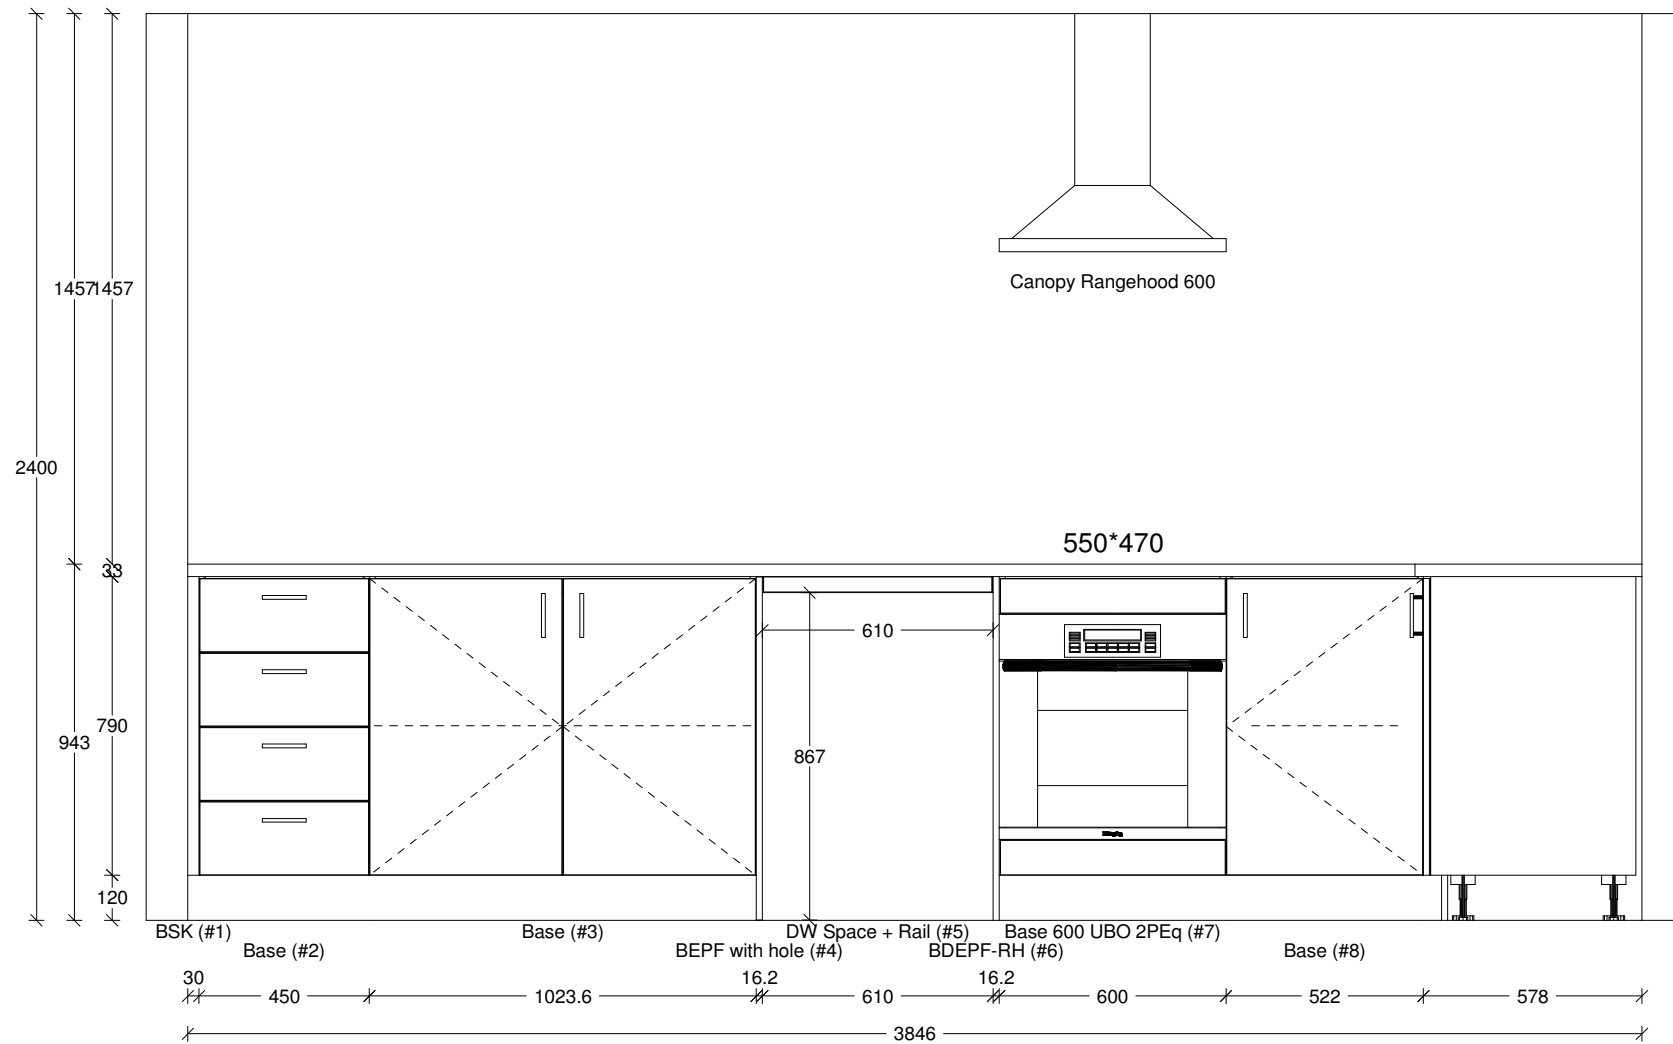 Canopy Rangehood 600
1457
1457
2400
550*470
33
610
790
943
867
120
BSK (#1)
Base (#3)
DW Space + Rail (#5)
Base 600 UBO 2PEq (#7)
Base (#2)
BEPF with hole (#4)
BDEPF-RH (#6)
Base (#8)
30
16.2
16.2
450
1023.6
610
600
522
578
3846